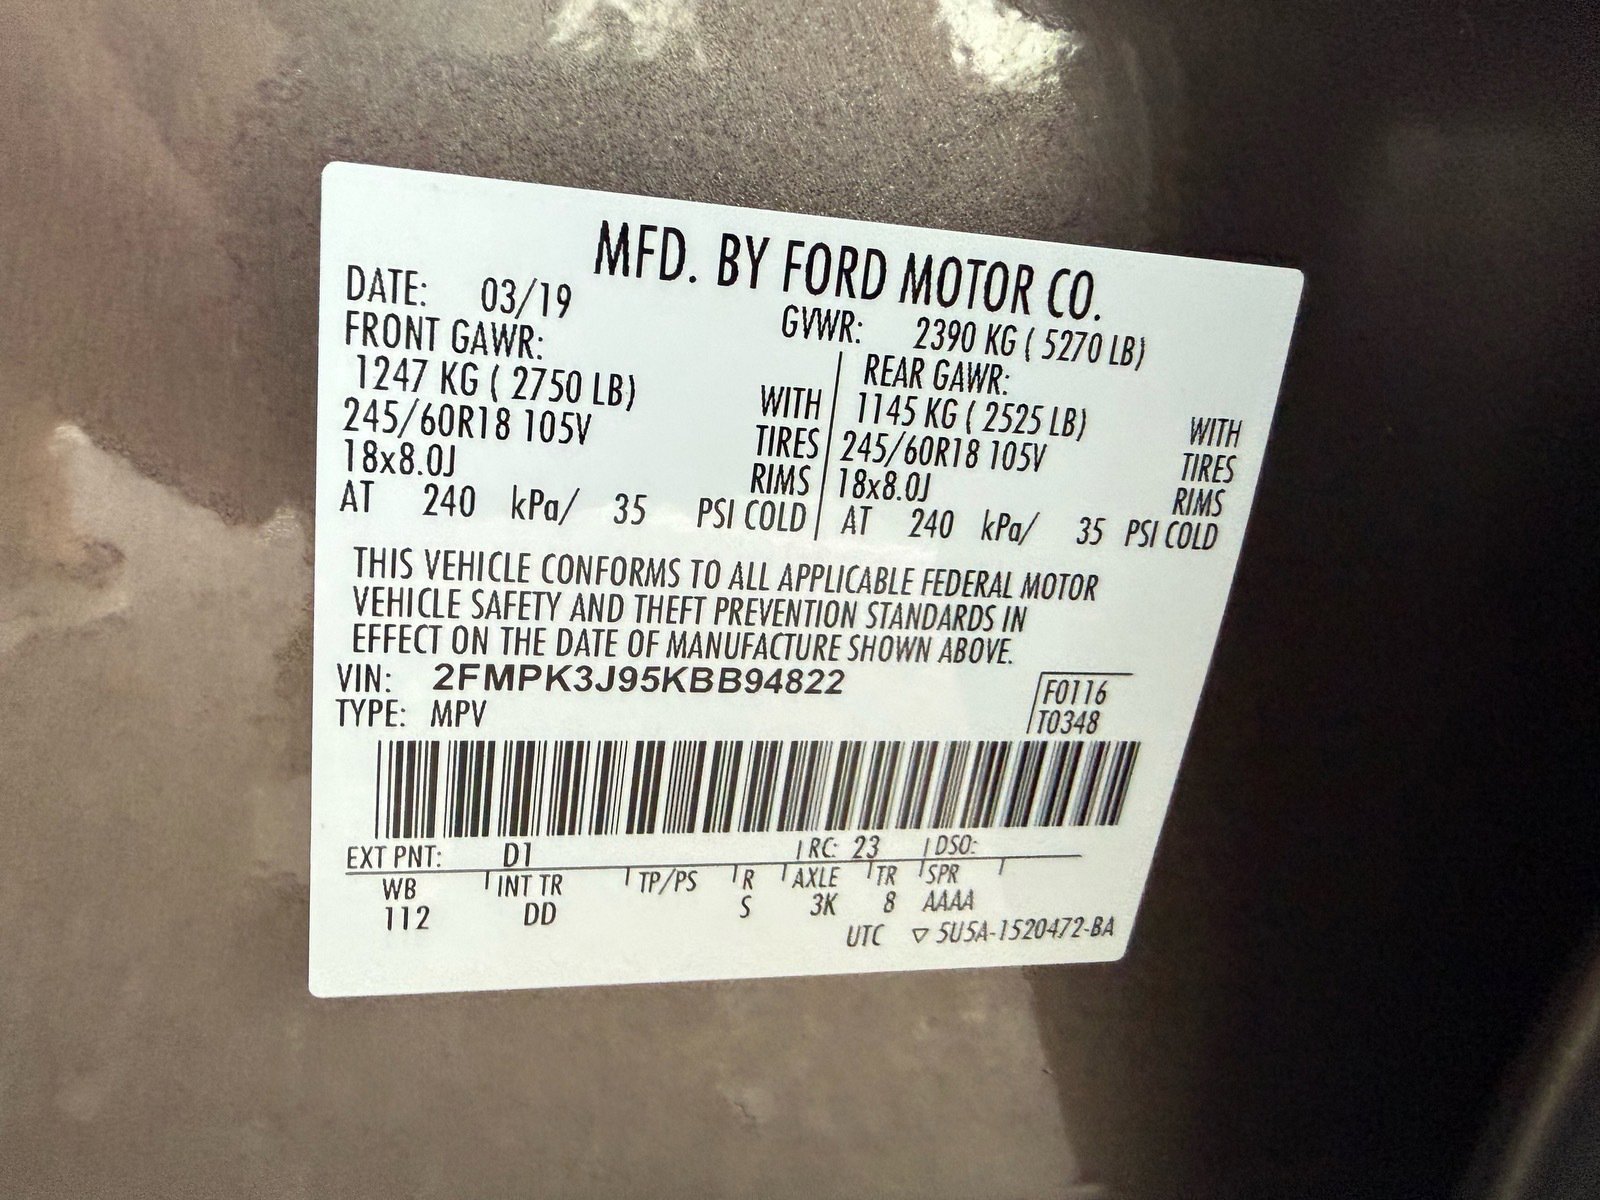 MFD. BY FORD MOTOR CO.
DATE: 03/19 GVWR: 2390 KG ( 5270 LB)
FRONT GAWR: REAR GAWR:
1247 KG ( 2750 LB) WITH 1145 KG ( 2525 LB) WITH
245/60R18 105V TIRES 245/60R18 105V TIRES
18x8.0J RIMS 18x8.0J RIMS
AT 240 kPa/ 35 PSI COLD AT 240 kPa/ 35 PSI COLD
THIS VEHICLE CONFORMS TO ALL APPLICABLE FEDERAL MOTOR
VEHICLE SAFETY AND THEFT PREVENTION STANDARDS IN
EFFECT ON THE DATE OF MANUFACTURE SHOWN ABOVE.
VIN: 2FMPK3J95KBB94822 F0116
TYPE: MPV T0348
EXT PNT: D1 RC: 23 DSO:
WB INT TR TP/PS R AXLE TR SPR
112 DD S 3K 8 AAAA
UTC ▽ 5U5A-1520472-BA